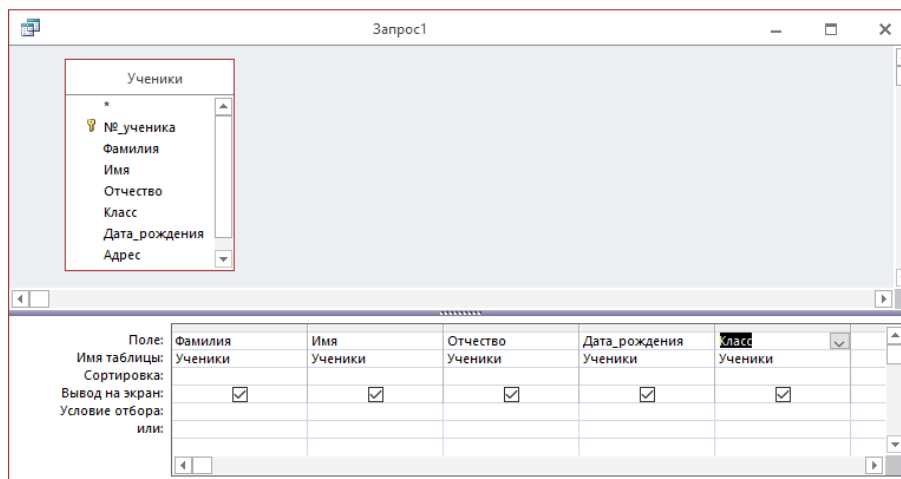 Запрос1
Ученики
*
№_ученика
Фамилия
Имя
Отчество
Класс
Дата_рождения
Адрес
Поле: Фамилия Имя Отчество Дата_рождения Класс
Имя таблицы: Ученики Ученики Ученики Ученики Ученики
Сортировка:
Вывод на экран:
Условие отбора:
или: